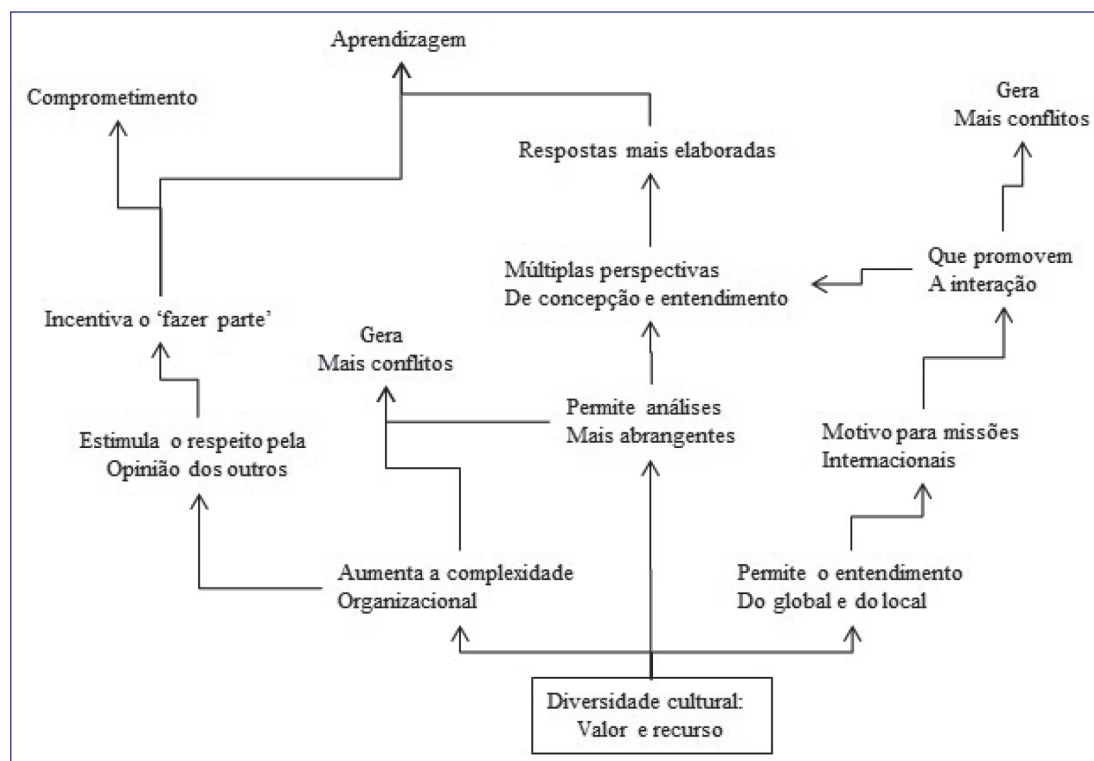 Aprendizagem
Comprometimento
Gera
Mais conflitos
Respostas mais elaboradas
Múltiplas perspectivas
De concepção e entendimento
Que promovem
A interação
Incentiva o ‘fazer parte’
Gera
Mais conflitos
Permite análises
Mais abrangentes
Estimula o respeito pela
Opinião dos outros
Motivo para missões
Internacionais
Aumenta a complexidade
Organizacional
Permite o entendimento
Do global e do local
Diversidade cultural:
Valor e recurso